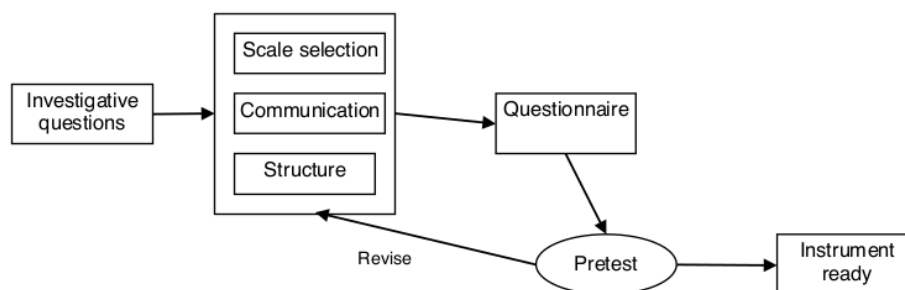 Scale selection
Investigative
questions
Communication
Questionnaire
Structure
Revise
Pretest
Instrument
ready